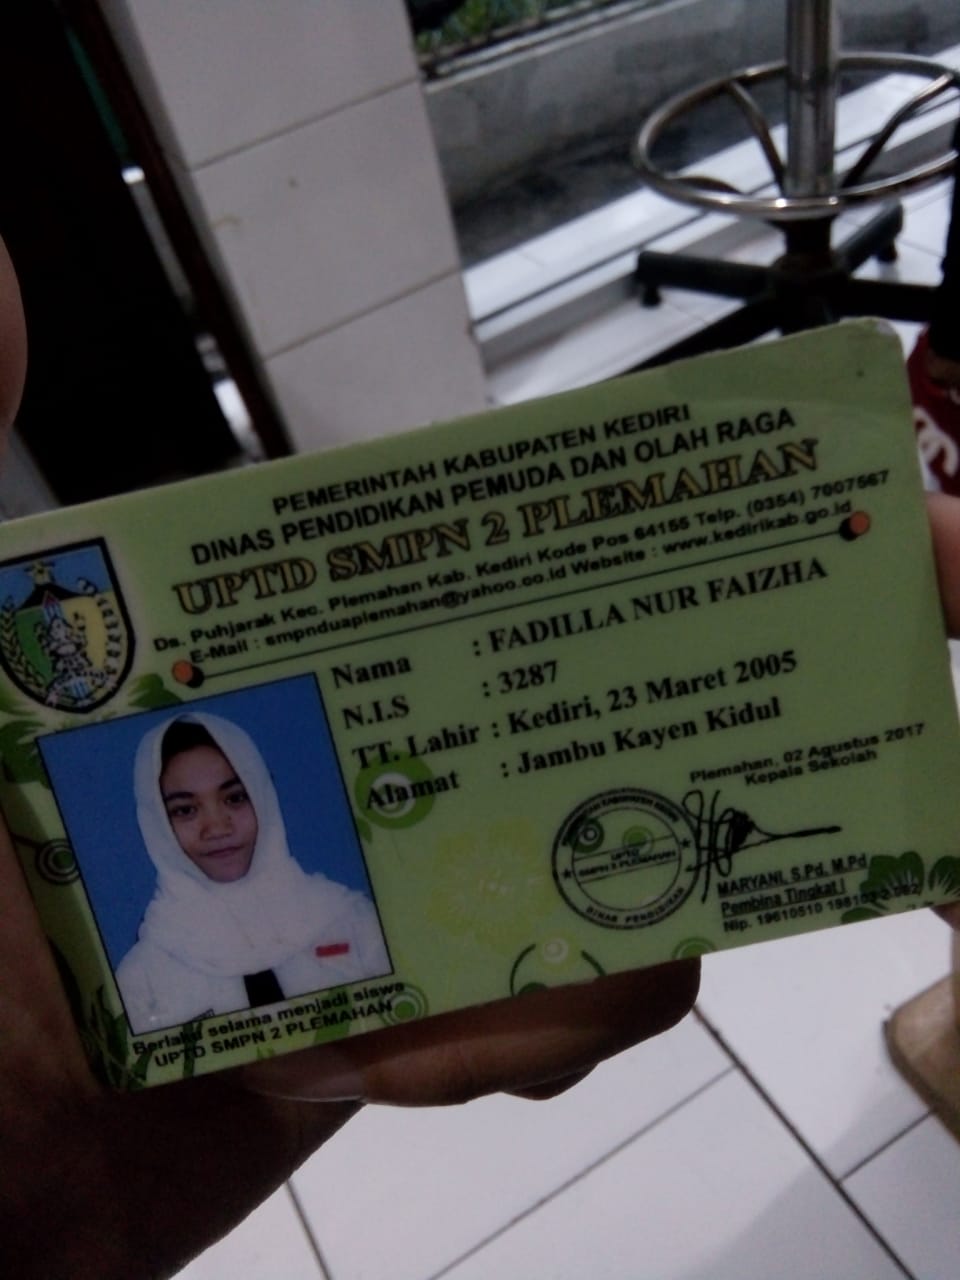 PEMERINTAH KABUPATEN KEDIRI
DINAS PENDIDIKAN PEMUDA DAN OLAH RAGA
UPTD SMPN 2 PLEMAHAN
Ds. Puhjarak Kec. Plemahan Kab. Kediri Kode Pos 64155 Telp. (0354) 7007567
E-Mail : smpnduaplemahan@yahoo.co.id Website : www.kedirikab.go.id
Nama : FADILLA NUR FAIZHA
N.I.S : 3287
TT. Lahir : Kediri, 23 Maret 2005
Alamat : Jambu Kayen Kidul
Plemahan, 02 Agustus 2017
Kepala Sekolah
UPTD
SMPN 2 PLEMAHAN
DINAS PENDIDIKAN
MARYANI, S.Pd, M.Pd
Pembina Tingkat I
Nip. 19610510 198103 2
Berlaku selama menjadi siswa
UPTD SMPN 2 PLEMAHAN